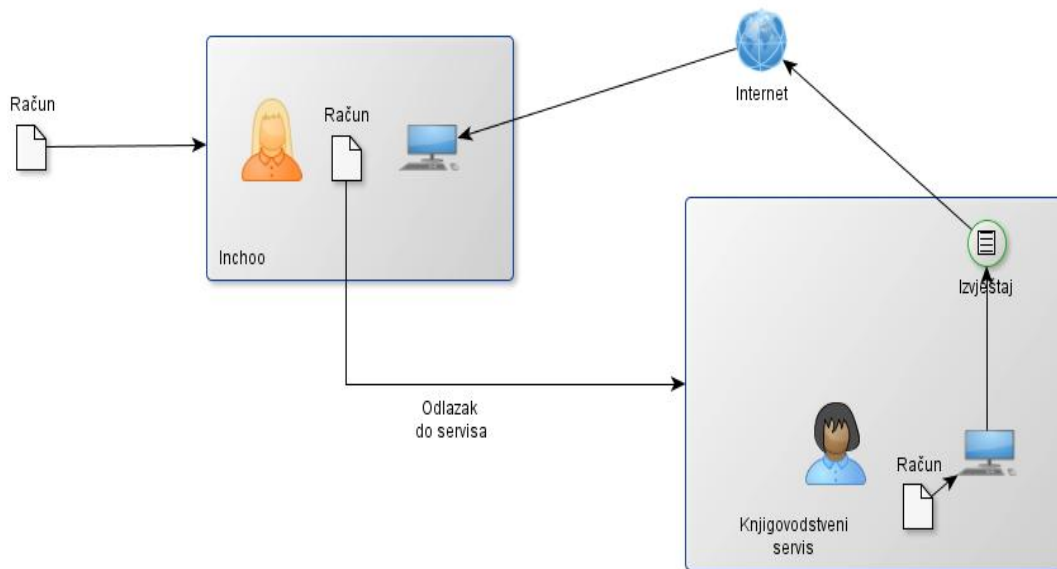 Račun
Račun
Internet
Inchoo
Izvještaj
Odlazak
do servisa
Račun
Knjigovodstveni
servis